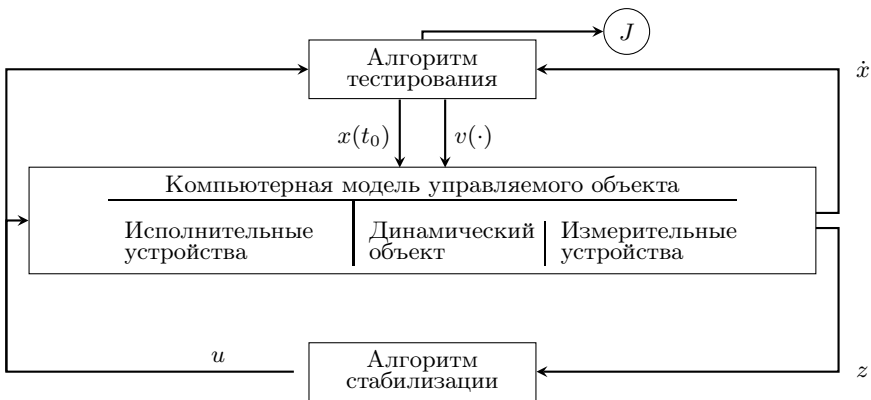 J
Алгоритм
тестирования
ẋ
x(t₀) v(·)
Компьютерная модель управляемого объекта
Исполнительные
устройства
Динамический
объект
Измерительные
устройства
u
Алгоритм
стабилизации
z